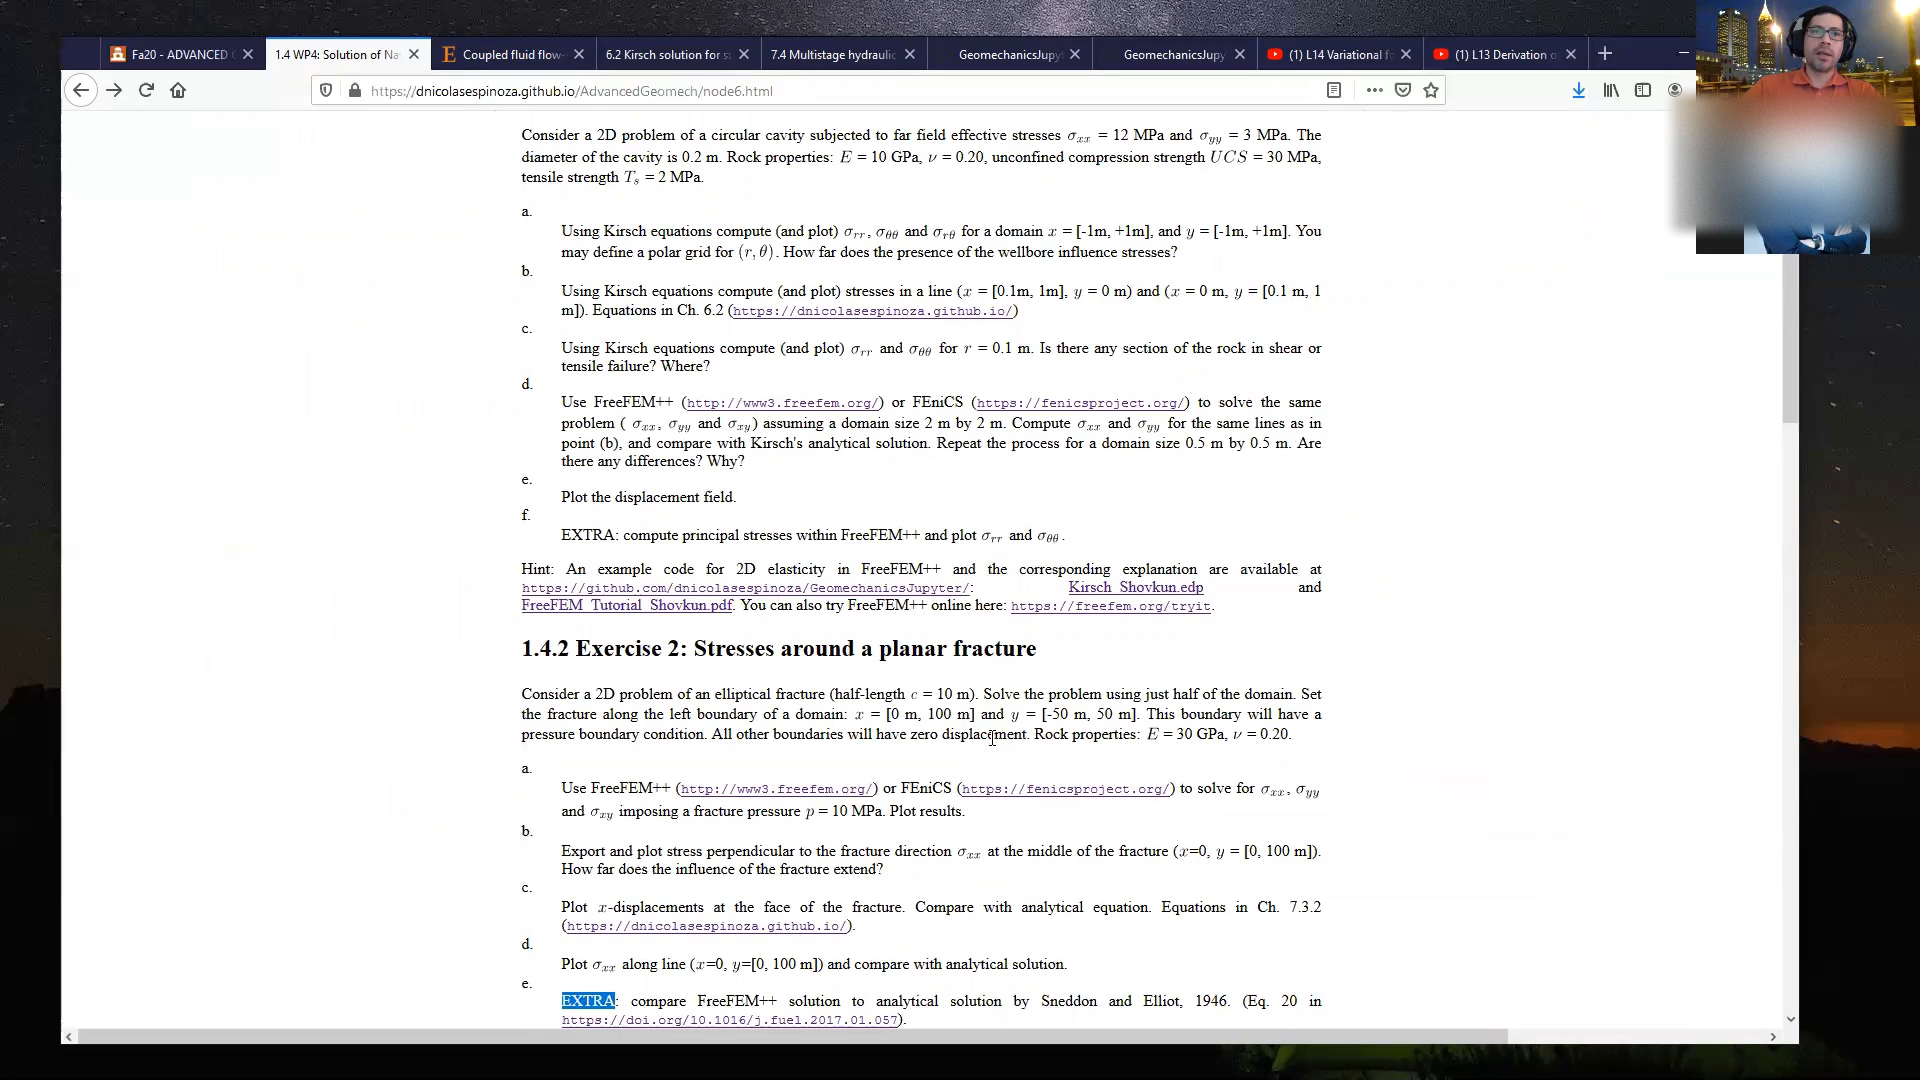 Fa20 - ADVANCED
1.4 WP4: Solution of Na
Coupled fluid flow-
6.2 Kirsch solution for s
7.4 Multistage hydraulic
GeomechanicsJupy
GeomechanicsJupy
(1) L14 Variational fo
(1) L13 Derivation o
https://dnicolasespinoza.github.io/AdvancedGeomech/node6.html
Consider a 2D problem of a circular cavity subjected to far field effective stresses σxx = 12 MPa and σyy = 3 MPa. The
diameter of the cavity is 0.2 m. Rock properties: E = 10 GPa, ν = 0.20, unconfined compression strength UCS = 30 MPa,
tensile strength Ts = 2 MPa.
a.
Using Kirsch equations compute (and plot) σrr, σθθ and σrθ for a domain x = [-1m, +1m], and y = [-1m, +1m]. You
may define a polar grid for (r, θ). How far does the presence of the wellbore influence stresses?
b.
Using Kirsch equations compute (and plot) stresses in a line (x = [0.1m, 1m], y = 0 m) and (x = 0 m, y = [0.1 m, 1
m]). Equations in Ch. 6.2 (https://dnicolasespinoza.github.io/)
c.
Using Kirsch equations compute (and plot) σrr and σθθ for r = 0.1 m. Is there any section of the rock in shear or
tensile failure? Where?
d.
Use FreeFEM++ (http://www3.freefem.org/) or FEniCS (https://fenicsproject.org/) to solve the same
problem ( σxx, σyy and σxy) assuming a domain size 2 m by 2 m. Compute σxx and σyy for the same lines as in
point (b), and compare with Kirsch's analytical solution. Repeat the process for a domain size 0.5 m by 0.5 m. Are
there any differences? Why?
e.
Plot the displacement field.
f.
EXTRA: compute principal stresses within FreeFEM++ and plot σrr and σθθ.
Hint: An example code for 2D elasticity in FreeFEM++ and the corresponding explanation are available at
https://github.com/dnicolasespinoza/GeomechanicsJupyter/: Kirsch_Shovkun.edp and
FreeFEM_Tutorial_Shovkun.pdf. You can also try FreeFEM++ online here: https://freefem.org/tryit.
1.4.2 Exercise 2: Stresses around a planar fracture
Consider a 2D problem of an elliptical fracture (half-length c = 10 m). Solve the problem using just half of the domain. Set
the fracture along the left boundary of a domain: x = [0 m, 100 m] and y = [-50 m, 50 m]. This boundary will have a
pressure boundary condition. All other boundaries will have zero displacement. Rock properties: E = 30 GPa, ν = 0.20.
a.
Use FreeFEM++ (http://www3.freefem.org/) or FEniCS (https://fenicsproject.org/) to solve for σxx, σyy
and σxy imposing a fracture pressure p = 10 MPa. Plot results.
b.
Export and plot stress perpendicular to the fracture direction σxx at the middle of the fracture (x=0, y = [0, 100 m]).
How far does the influence of the fracture extend?
c.
Plot x-displacements at the face of the fracture. Compare with analytical equation. Equations in Ch. 7.3.2
(https://dnicolasespinoza.github.io/).
d.
Plot σxx along line (x=0, y=[0, 100 m]) and compare with analytical solution.
e.
EXTRA: compare FreeFEM++ solution to analytical solution by Sneddon and Elliot, 1946. (Eq. 20 in
https://doi.org/10.1016/j.fuel.2017.01.057).